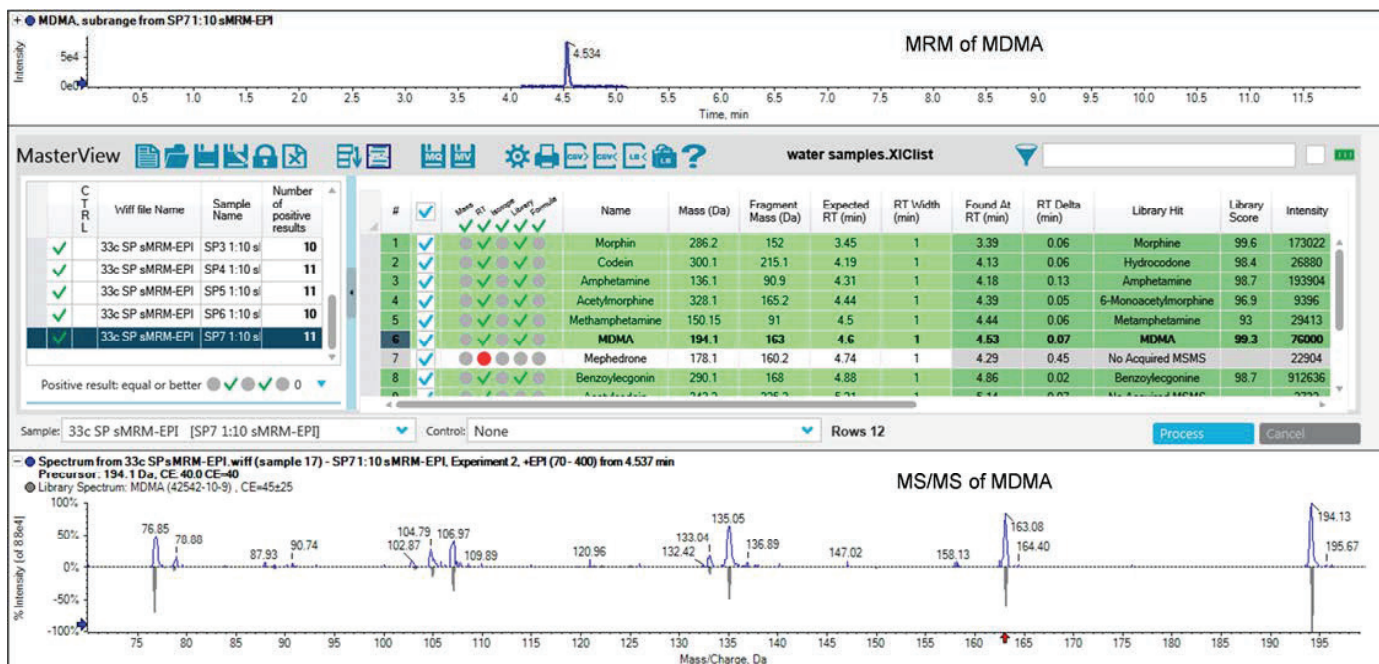 MDMA, subrange from SP7 1:10 sMRM-EPI
MRM of MDMA
Intensity
5e4
0e0
4.534
0.5 1.0 1.5 2.0 2.5 3.0 3.5 4.0 4.5 5.0 5.5 6.0 6.5 7.0 7.5 8.0 8.5 9.0 9.5 10.0 10.5 11.0 11.5
Time, min
MasterView
MQ MV CSV> CSV< LB< LB ?
water samples.XIClist
CTRL Wiff file Name Sample Name Number of positive results
33c SP sMRM-EPI SP3 1:10 sl 10
33c SP sMRM-EPI SP4 1:10 sl 11
33c SP sMRM-EPI SP5 1:10 sl 11
33c SP sMRM-EPI SP6 1:10 sl 10
33c SP sMRM-EPI SP7 1:10 sl 11
Positive result: equal or better 0
# Mass RT Isotope Library Formula Name Mass (Da) Fragment Mass (Da) Expected RT (min) RT Width (min) Found At RT (min) RT Delta (min) Library Hit Library Score Intensity
1 Morphin 286.2 152 3.45 1 3.39 0.06 Morphine 99.6 173022
2 Codein 300.1 215.1 4.19 1 4.13 0.06 Hydrocodone 98.4 26880
3 Amphetamine 136.1 90.9 4.31 1 4.18 0.13 Amphetamine 98.7 193904
4 Acetylmorphine 328.1 165.2 4.44 1 4.39 0.05 6-Monoacetylmorphine 96.9 9396
5 Methamphetamine 150.15 91 4.5 1 4.44 0.06 Metamphetamine 93 29413
6 MDMA 194.1 163 4.6 1 4.53 0.07 MDMA 99.3 76000
7 Mephedrone 178.1 160.2 4.74 1 4.29 0.45 No Acquired MSMS 22904
8 Benzoylecgonin 290.1 168 4.88 1 4.86 0.02 Benzoylecgonine 98.7 912636
Sample: 33c SP sMRM-EPI [SP7 1:10 sMRM-EPI] Control: None Rows 12 Process Cancel
Spectrum from 33c SPsMRM-EPI.wiff (sample 17) - SP7 1:10 sMRM-EPI, Experiment 2, +EPI (70 - 400) from 4.537 min
Precursor: 194.1 Da, CE: 40.0 CE=40
Library Spectrum: MDMA (42542-10-9) , CE=45±25
MS/MS of MDMA
% Intensity [of 8.8e4]
100%
50%
0%
-50%
-100%
76.85 78.88 87.93 90.74 102.87 104.79 106.97 109.89 120.96 132.42 133.04 135.05 136.89 147.02 158.13 163.08 164.40 194.13 195.67
75 80 85 90 95 100 105 110 115 120 125 130 135 140 145 150 155 160 165 170 175 180 185 190 195
Mass/Charge, Da